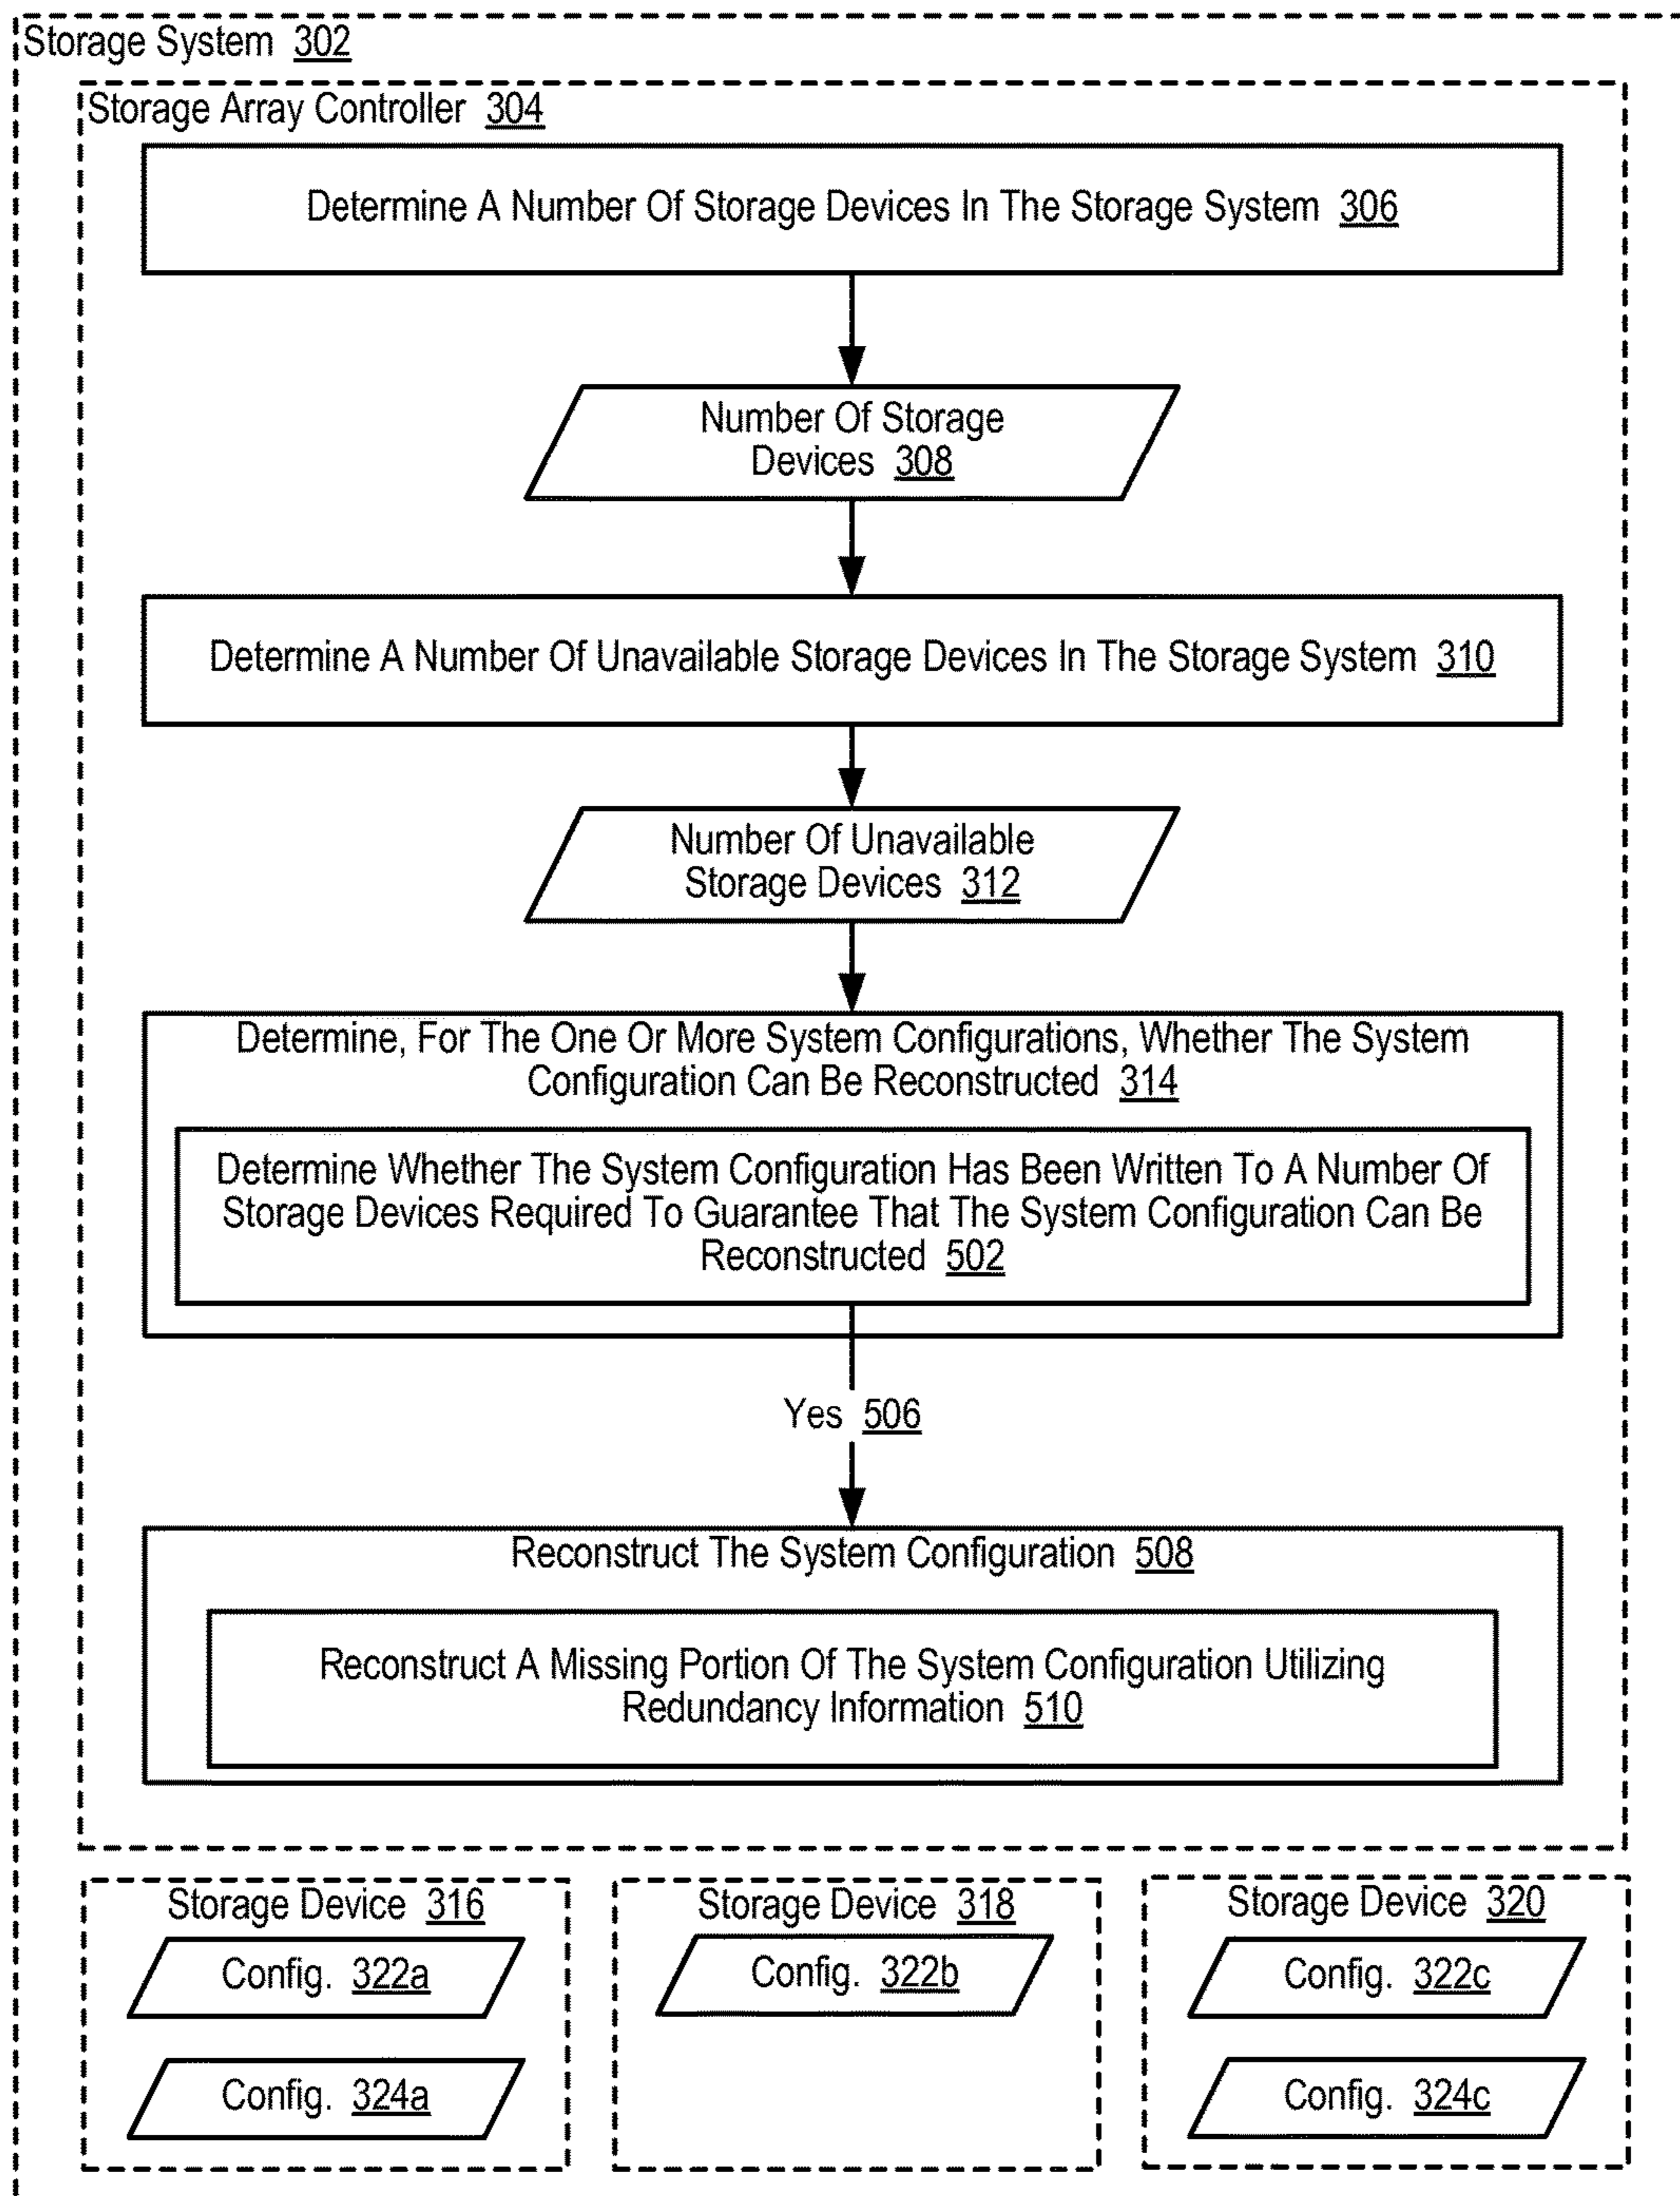 Storage System 302
Storage Array Controller 304
Determine A Number Of Storage Devices In The Storage System 306
Number Of Storage
Devices 308
Determine A Number Of Unavailable Storage Devices In The Storage System 310
Number Of Unavailable
Storage Devices 312
Determine, For The One Or More System Configurations, Whether The System
Configuration Can Be Reconstructed 314
Determine Whether The System Configuration Has Been Written To A Number Of
Storage Devices Required To Guarantee That The System Configuration Can Be
Reconstructed 502
Yes 506
Reconstruct The System Configuration 508
Reconstruct A Missing Portion Of The System Configuration Utilizing
Redundancy Information 510
Storage Device 316
Config. 322a
Config. 324a
Storage Device 318
Config. 322b
Storage Device 320
Config. 322c
Config. 324c